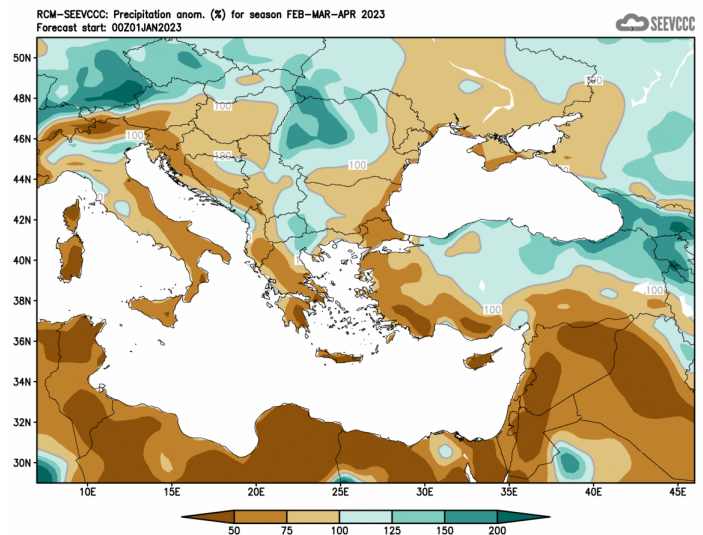 RCM-SEEVCCC: Precipitation anom. (%) for season FEB-MAR-APR 2023
Forecast start: 00Z01JAN2023
SEEVCCC
50N
48N
46N
44N
42N
40N
38N
36N
34N
32N
30N
100
100
100
100
100
100
100
10E 15E 20E 25E 30E 35E 40E 45E
50 75 100 125 150 200